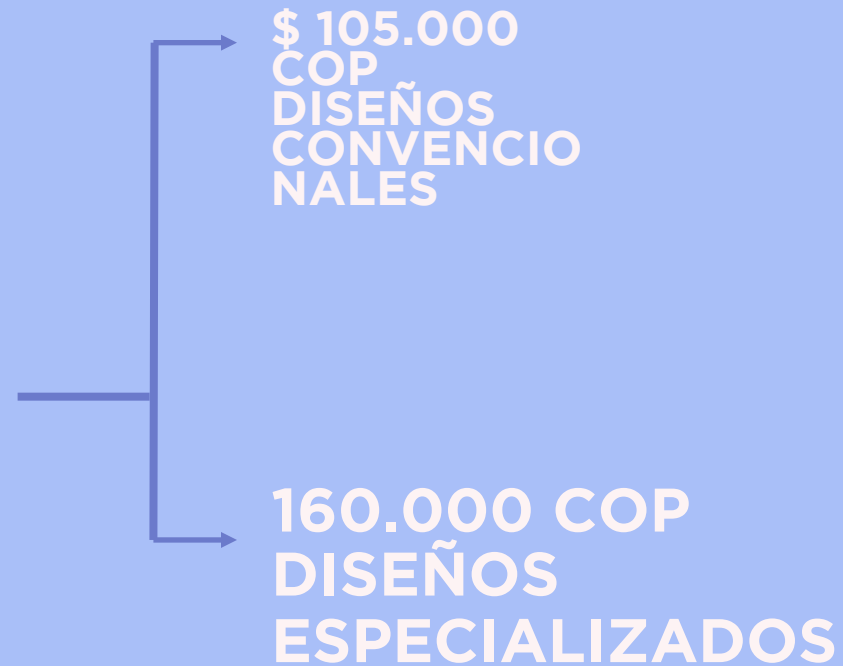 $ 105.000
COP
DISEÑOS
CONVENCIO
NALES
160.000 COP
DISEÑOS
ESPECIALIZADOS